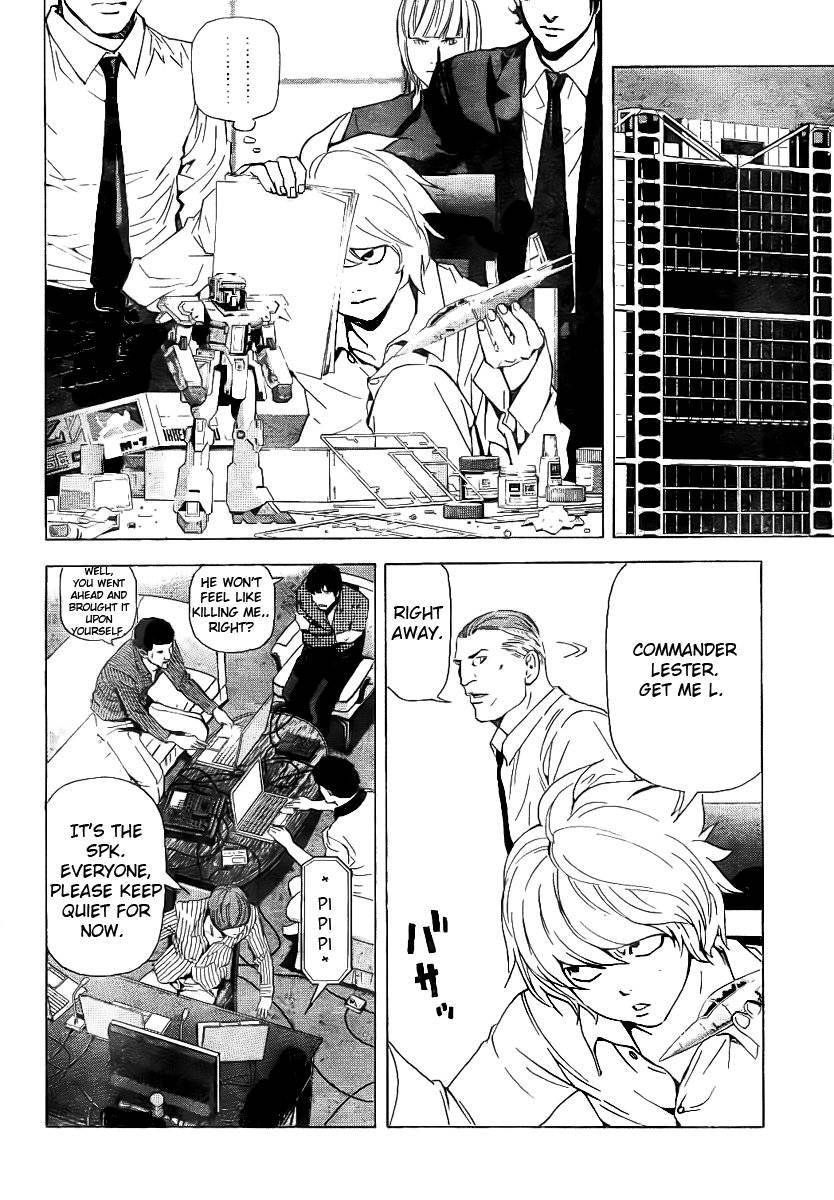 ………
M-7
COMMANDER
LESTER.
GET ME L.
RIGHT
AWAY.
バサッ
HE WON'T
FEEL LIKE
KILLING ME..
RIGHT?
WELL,
YOU WENT
AHEAD AND
BROUGHT IT
UPON
YOURSELF.
PI
PI
PI
IT'S THE
SPK.
EVERYONE,
PLEASE KEEP
QUIET FOR
NOW.